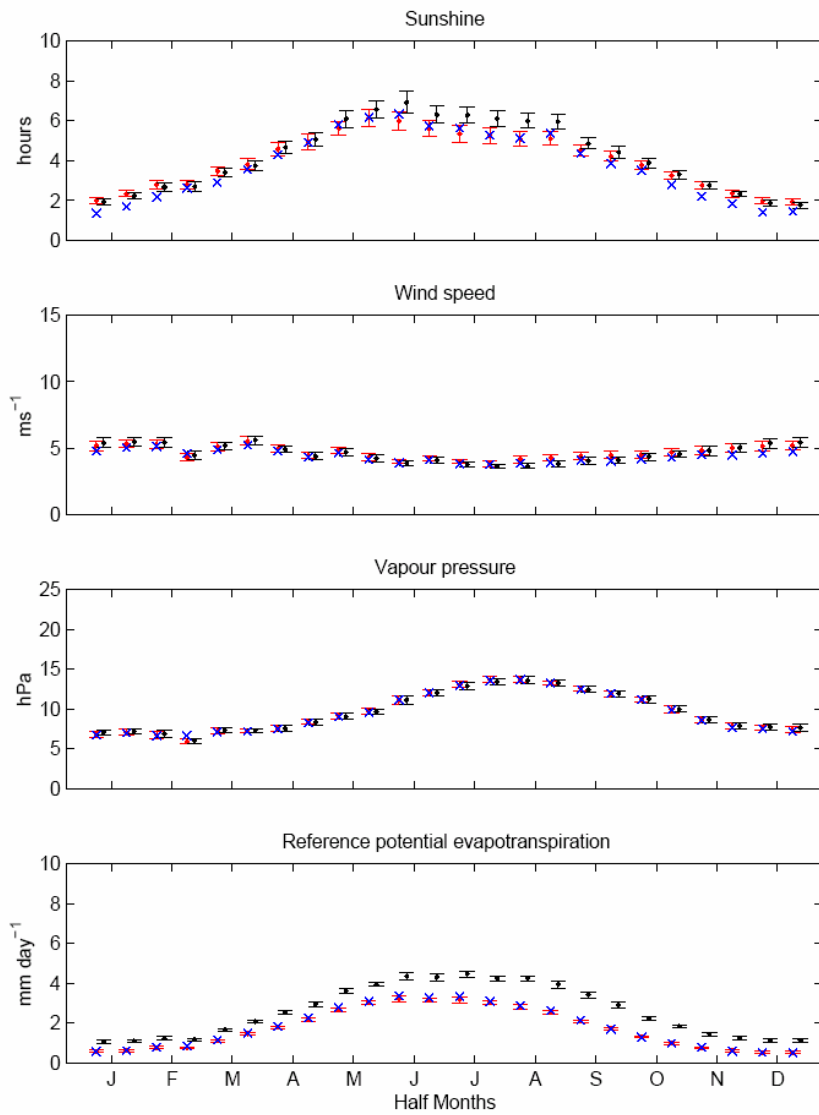 Sunshine
10
8
6
4
2
0
hours
Wind speed
15
10
5
0
ms⁻¹
Vapour pressure
25
20
15
10
5
0
hPa
Reference potential evapotranspiration
10
8
6
4
2
0
mm day⁻¹
J F M A M J J A S O N D
Half Months